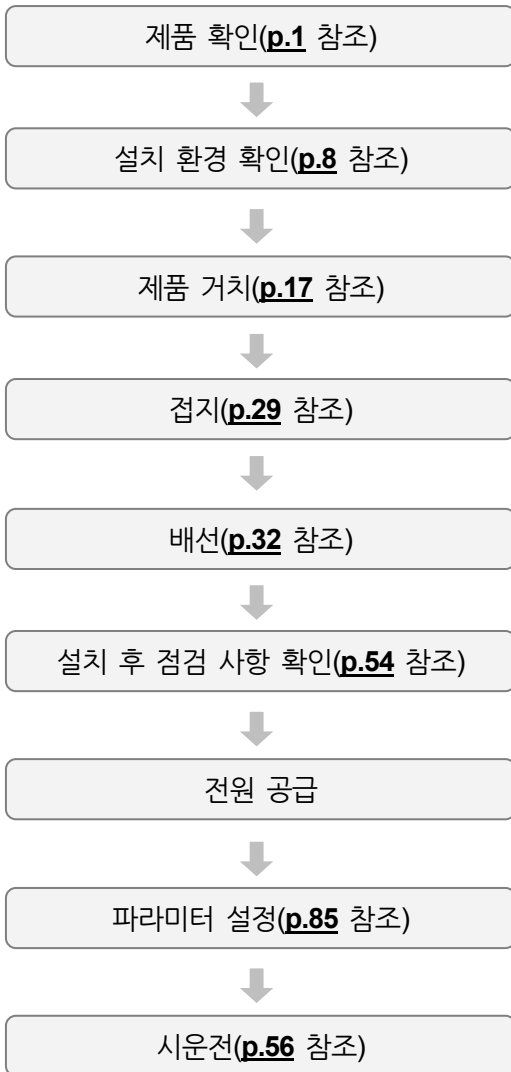 제품 확인(p.1 참조)
설치 환경 확인(p.8 참조)
제품 거치(p.17 참조)
접지(p.29 참조)
배선(p.32 참조)
설치 후 점검 사항 확인(p.54 참조)
전원 공급
파라미터 설정(p.85 참조)
시운전(p.56 참조)